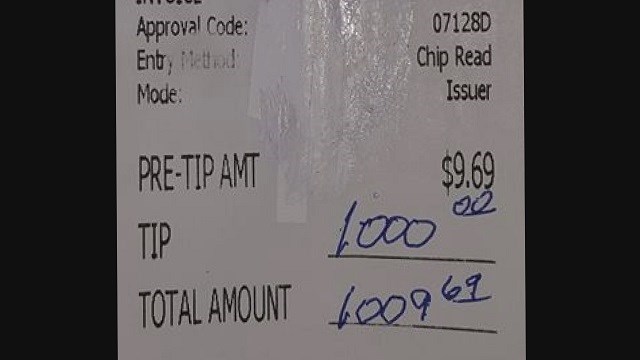 INVOICE
Approval Code: 07128D
Entry Method: Chip Read
Mode: Issuer
PRE-TIP AMT $9.69
TIP 1000 00
TOTAL AMOUNT 1009 69